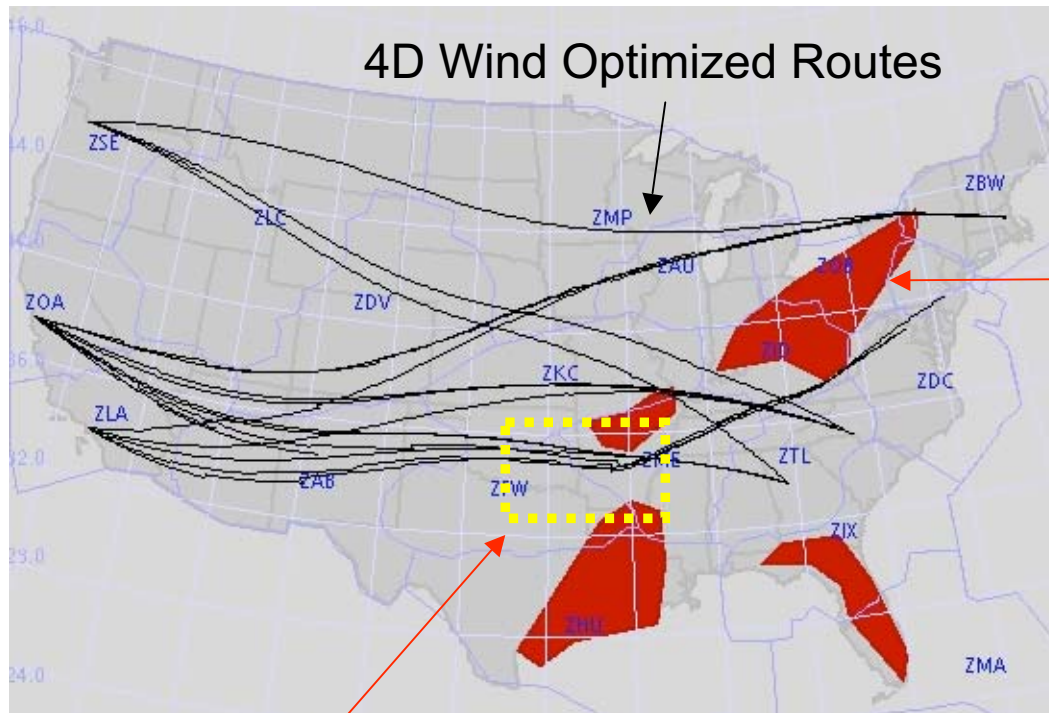 48.0
4D Wind Optimized Routes
44.0
ZSE
ZBW
ZLC
ZMP
ZAU
ZOB
ZOA
ZDV
36.0
ZID
ZKC
ZDC
ZLA
32.0
ZTL
ZME
ZAB
ZFW
ZJX
ZHU
ZMA
24.0